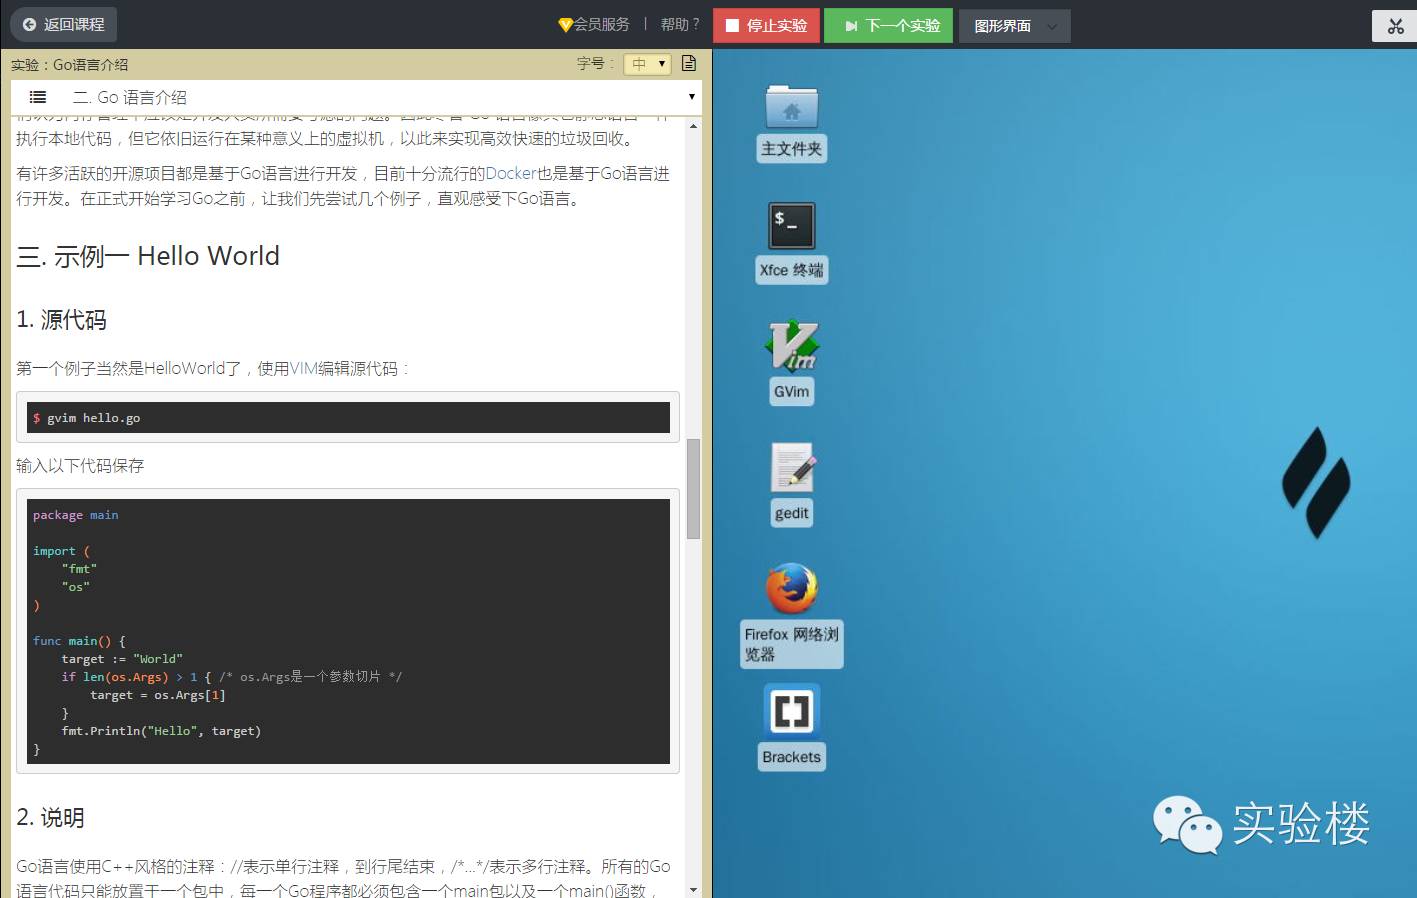 返回课程
会员服务 | 帮助?
停止实验
下一个实验
图形界面
实验：Go语言介绍
字号：
中
二. Go 语言介绍
执行本地代码，但它依旧运行在某种意义上的虚拟机，以此来实现高效快速的垃圾回收。
有许多活跃的开源项目都是基于Go语言进行开发，目前十分流行的Docker也是基于Go语言进
行开发。在正式开始学习Go之前，让我们先尝试几个例子，直观感受下Go语言。
三. 示例一 Hello World
1. 源代码
第一个例子当然是HelloWorld了，使用VIM编辑源代码：
$ gvim hello.go
输入以下代码保存
package main
import (
"fmt"
"os"
)
func main() {
target := "World"
if len(os.Args) > 1 { /* os.Args是一个参数切片 */
target = os.Args[1]
}
fmt.Println("Hello", target)
}
2. 说明
Go语言使用C++风格的注释：//表示单行注释，到行尾结束，/*...*/表示多行注释。所有的Go
语言代码只能放置于一个包中，每一个Go程序都必须包含一个main包以及一个main()函数，
主文件夹
$_
Xfce 终端
Vim
GVim
gedit
Firefox 网络浏
览器
Brackets
实验楼